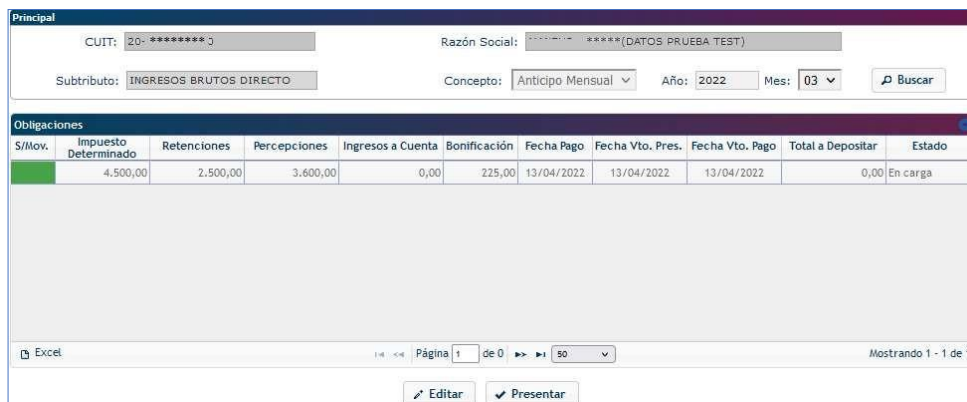 Principal
CUIT: 20- ********
Razón Social: *****(DATOS PRUEBA TEST)
Subtributo: INGRESOS BRUTOS DIRECTO
Concepto: Anticipo Mensual
Año: 2022
Mes: 03
Buscar
Obligaciones
S/Mov. Impuesto Determinado Retenciones Percepciones Ingresos a Cuenta Bonificación Fecha Pago Fecha Vto. Pres. Fecha Vto. Pago Total a Depositar Estado
4.500,00 2.500,00 3.600,00 0,00 225,00 13/04/2022 13/04/2022 13/04/2022 0,00 En carga
Excel Página 1 de 0 50 Mostrando 1 - 1 de
Editar Presentar